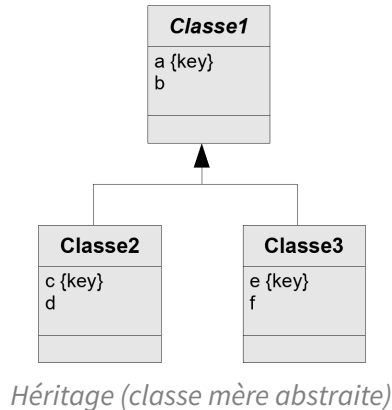 Classe1
a {key}
b
Classe2
c {key}
d
Classe3
e {key}
f
Héritage (classe mère abstraite)